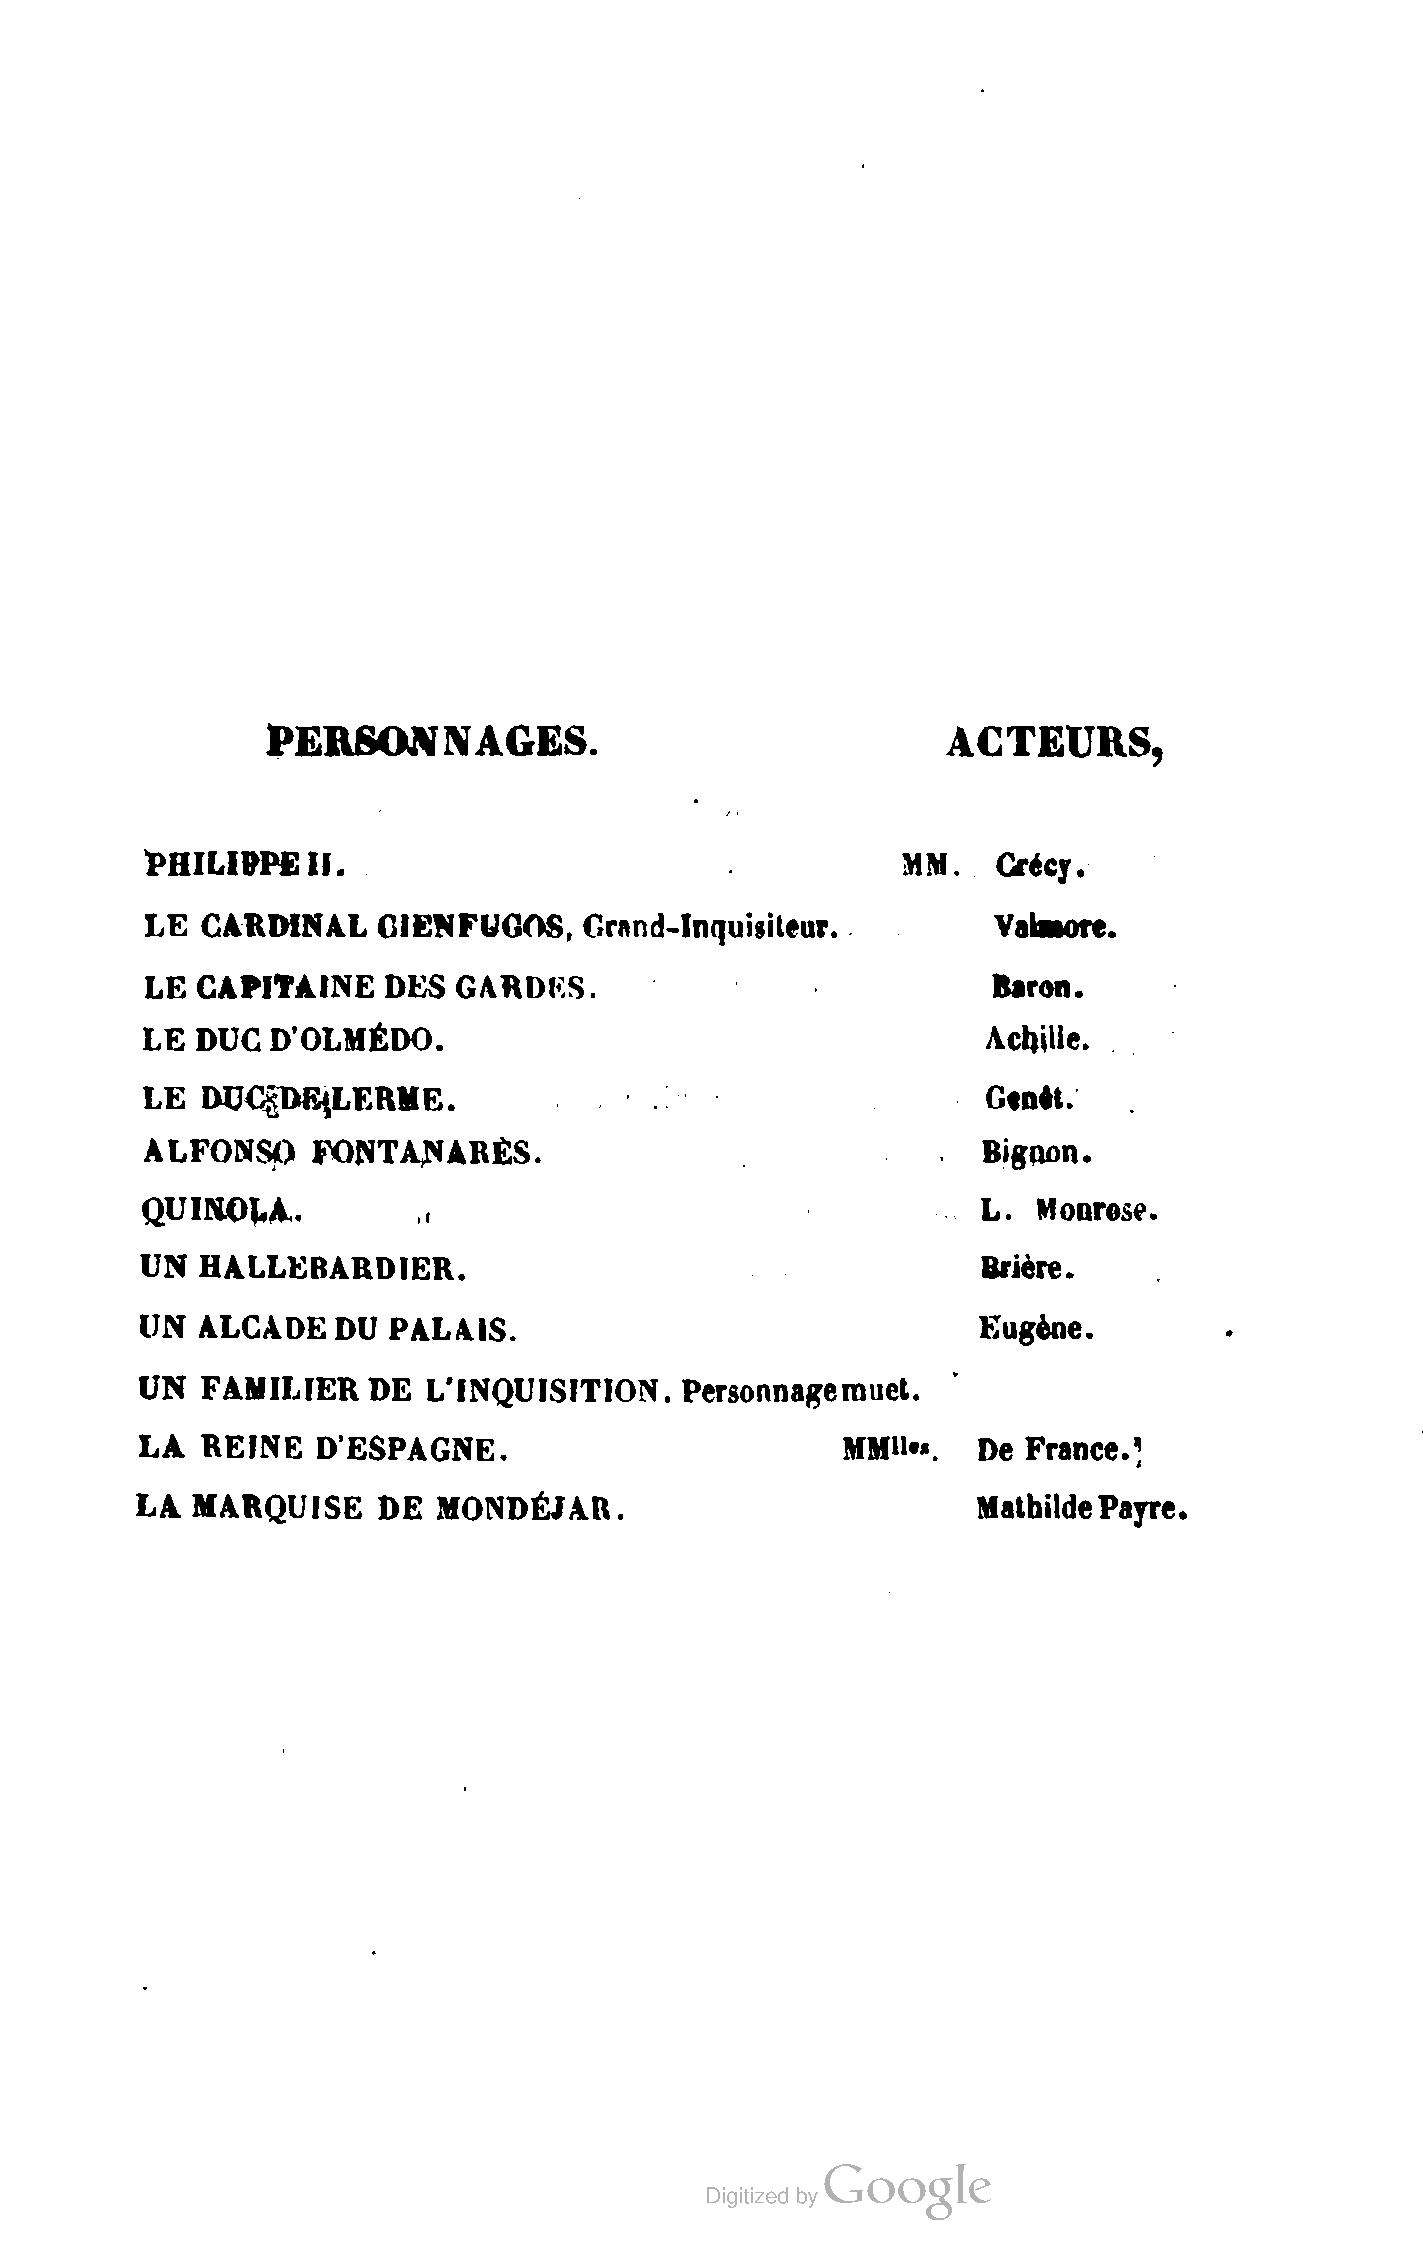 PERSONNAGES. ACTEURS,
PHILIPPE II. MM. Crécy.
LE CARDINAL CIENFUGOS, Grand-Inquisiteur. Valmore.
LE CAPITAINE DES GARDES. Baron.
LE DUC D'OLMÉDO. Achille.
LE DUC DE LERME. Genêt.
ALFONSO FONTANARÈS. Bignon.
QUINOLA. L. Monrose.
UN HALLEBARDIER. Brière.
UN ALCADE DU PALAIS. Eugène.
UN FAMILIER DE L'INQUISITION. Personnage muet.
LA REINE D'ESPAGNE. MMlles. De France.
LA MARQUISE DE MONDÉJAR. Mathilde Payre.
Digitized by Google